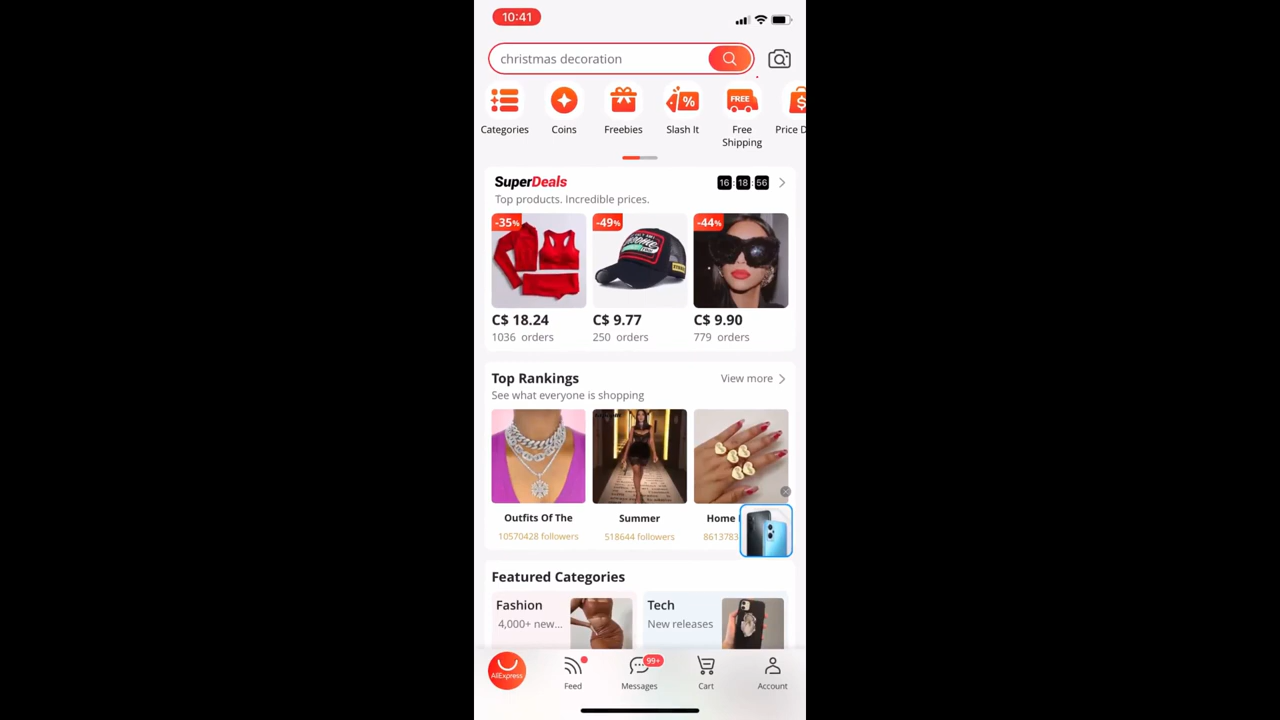 10:41
christmas decoration
FREE
Categories Coins Freebies Slash It Free Shipping Price D
SuperDeals 16 : 18 : 56
Top products. Incredible prices.
-35% -49% -44%
C$ 18.24 C$ 9.77 C$ 9.90
1036 orders 250 orders 779 orders
Top Rankings View more
See what everyone is shopping
Outfits Of The Summer Home
10570428 followers 518644 followers 8613783
Featured Categories
Fashion Tech
4,000+ new... New releases
AliExpress 99+
Feed Messages Cart Account